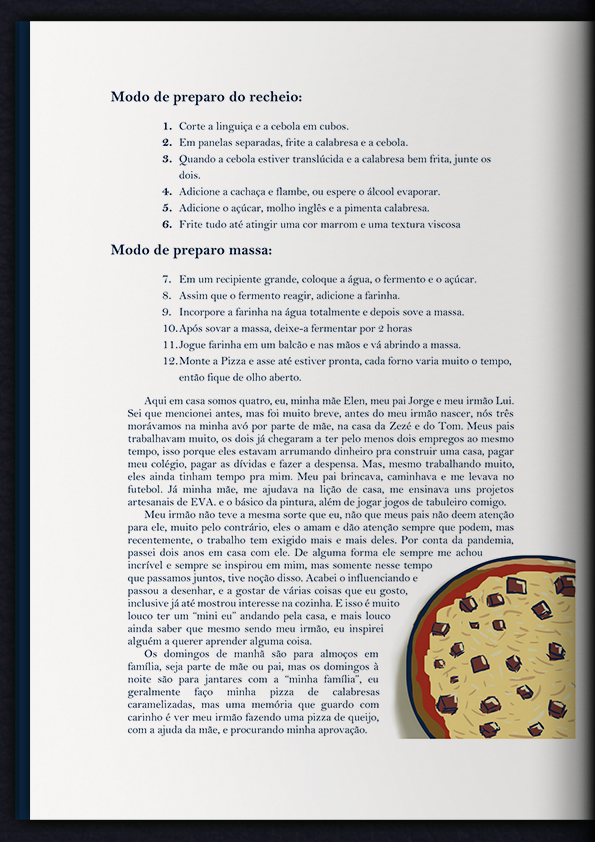 Modo de preparo do recheio:
1. Corte a linguiça e a cebola em cubos.
2. Em panelas separadas, frite a calabresa e a cebola.
3. Quando a cebola estiver translúcida e a calabresa bem frita, junte os
dois.
4. Adicione a cachaça e flambe, ou espere o álcool evaporar.
5. Adicione o açúcar, molho inglês e a pimenta calabresa.
6. Frite tudo até atingir uma cor marrom e uma textura viscosa
Modo de preparo massa:
7. Em um recipiente grande, coloque a água, o fermento e o açúcar.
8. Assim que o fermento reagir, adicione a farinha.
9. Incorpore a farinha na água totalmente e depois sove a massa.
10. Após sovar a massa, deixe-a fermentar por 2 horas
11. Jogue farinha em um balcão e nas mãos e vá abrindo a massa.
12. Monte a Pizza e asse até estiver pronta, cada forno varia muito o tempo,
então fique de olho aberto.
Aqui em casa somos quatro, eu, minha mãe Elen, meu pai Jorge e meu irmão Lui.
Sei que mencionei antes, mas foi muito breve, antes do meu irmão nascer, nós três
morávamos na minha avó por parte de mãe, na casa da Zezé e do Tom. Meus pais
trabalhavam muito, os dois já chegaram a ter pelo menos dois empregos ao mesmo
tempo, isso porque eles estavam arrumando dinheiro pra construir uma casa, pagar
meu colégio, pagar as dívidas e fazer a despensa. Mas, mesmo trabalhando muito,
eles ainda tinham tempo pra mim. Meu pai brincava, caminhava e me levava no
futebol. Já minha mãe, me ajudava na lição de casa, me ensinava uns projetos
artesanais de EVA. e o básico da pintura, além de jogar jogos de tabuleiro comigo.
Meu irmão não teve a mesma sorte que eu, não que meus pais não deem atenção
para ele, muito pelo contrário, eles o amam e dão atenção sempre que podem, mas
recentemente, o trabalho tem exigido mais e mais deles. Por conta da pandemia,
passei dois anos em casa com ele. De alguma forma ele sempre me achou
incrível e sempre se inspirou em mim, mas somente nesse tempo
que passamos juntos, tive noção disso. Acabei o influenciando e
passou a desenhar, e a gostar de várias coisas que eu gosto,
inclusive já até mostrou interesse na cozinha. E isso é muito
louco ter um "mini eu" andando pela casa, e mais louco
ainda saber que mesmo sendo meu irmão, eu inspirei
alguém a querer aprender alguma coisa.
Os domingos de manhã são para almoços em
família, seja parte de mãe ou pai, mas os domingos à
noite são para jantares com a "minha família", eu
geralmente faço minha pizza de calabresas
caramelizadas, mas uma memória que guardo com
carinho é ver meu irmão fazendo uma pizza de queijo,
com a ajuda da mãe, e procurando minha aprovação.